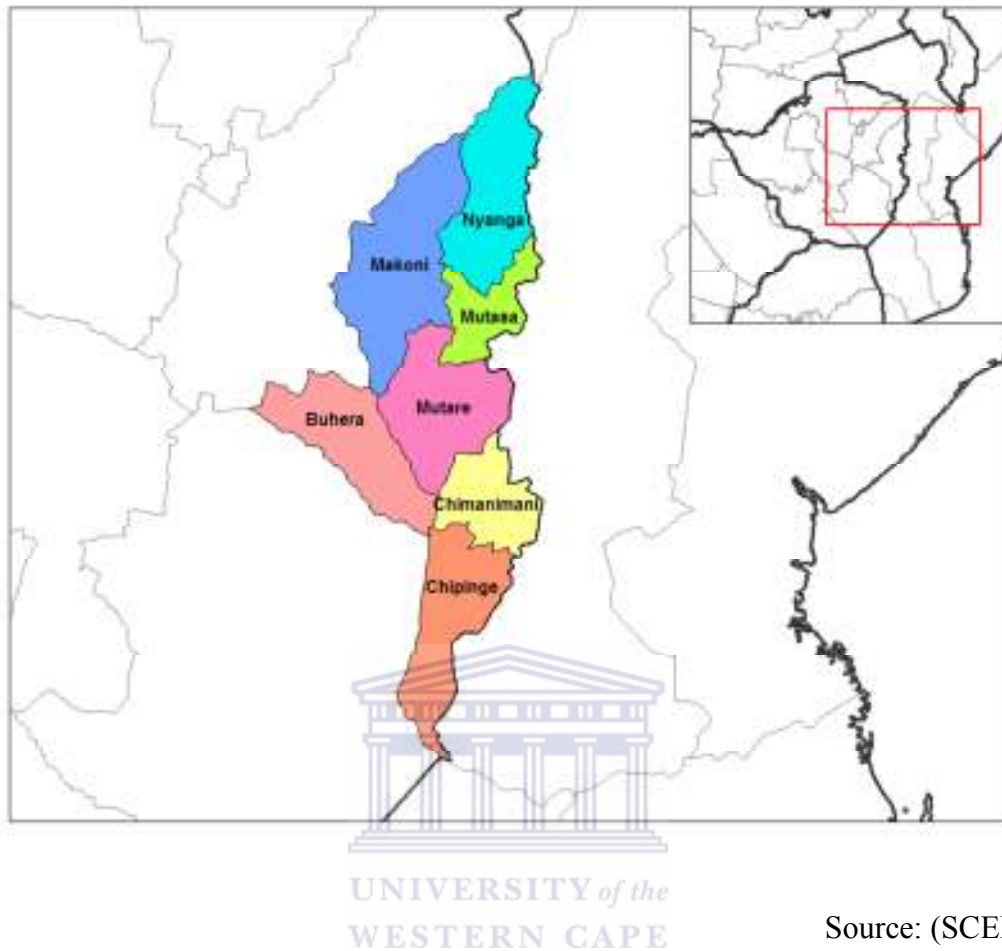 Nyanga
Makoni
Mutasa
Buhera
Mutare
Chimanimani
Chipinge
UNIVERSITY of the
WESTERN CAPE
Source: (SCE